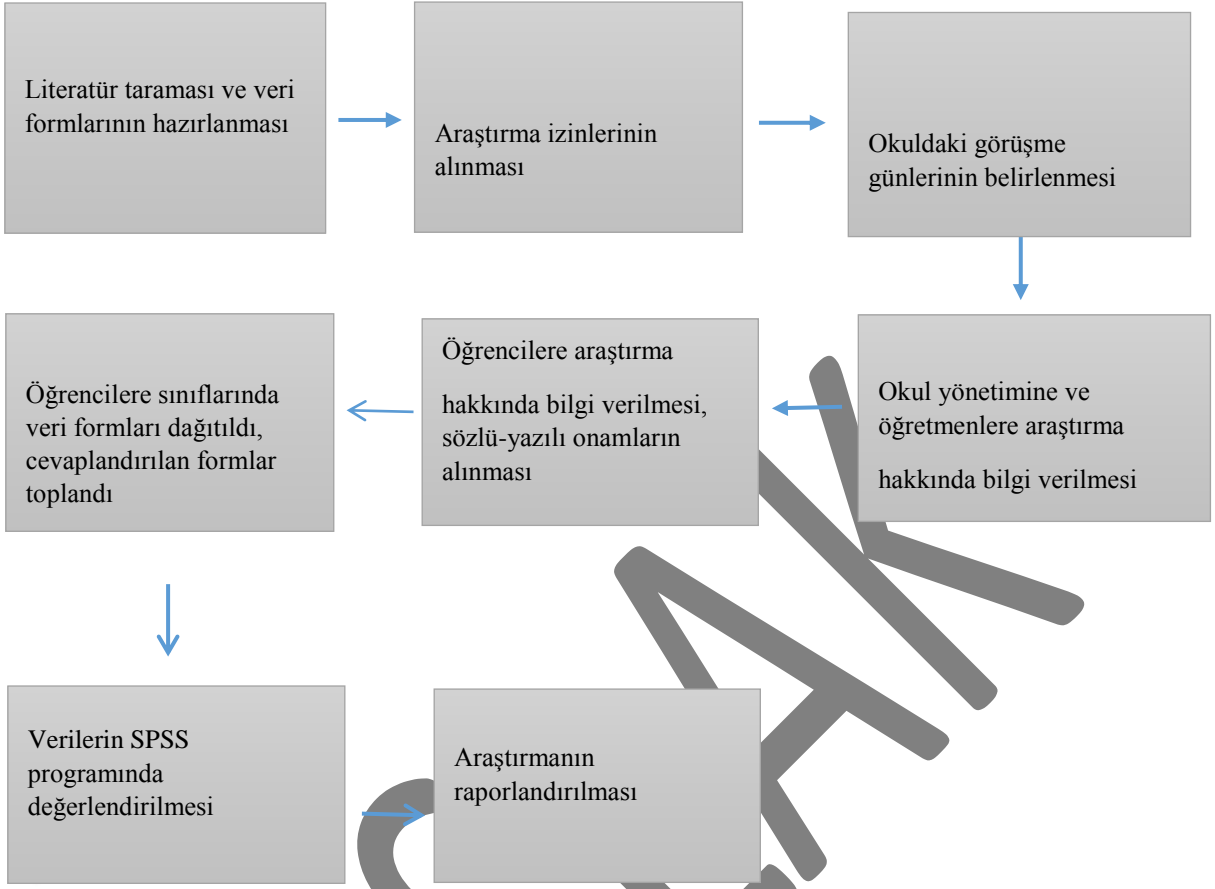 Literatür taraması ve veri
formlarının hazırlanması
Araştırma izinlerinin
alınması
Okuldaki görüşme
günlerinin belirlenmesi
Okul yönetimine ve
öğretmenlere araştırma
hakkında bilgi verilmesi
Öğrencilere araştırma
hakkında bilgi verilmesi,
sözlü-yazılı onamların
alınması
Öğrencilere sınıflarında
veri formları dağıtıldı,
cevaplandırılan formlar
toplandı
Verilerin SPSS
programında
değerlendirilmesi
Araştırmanın
raporlandırılması